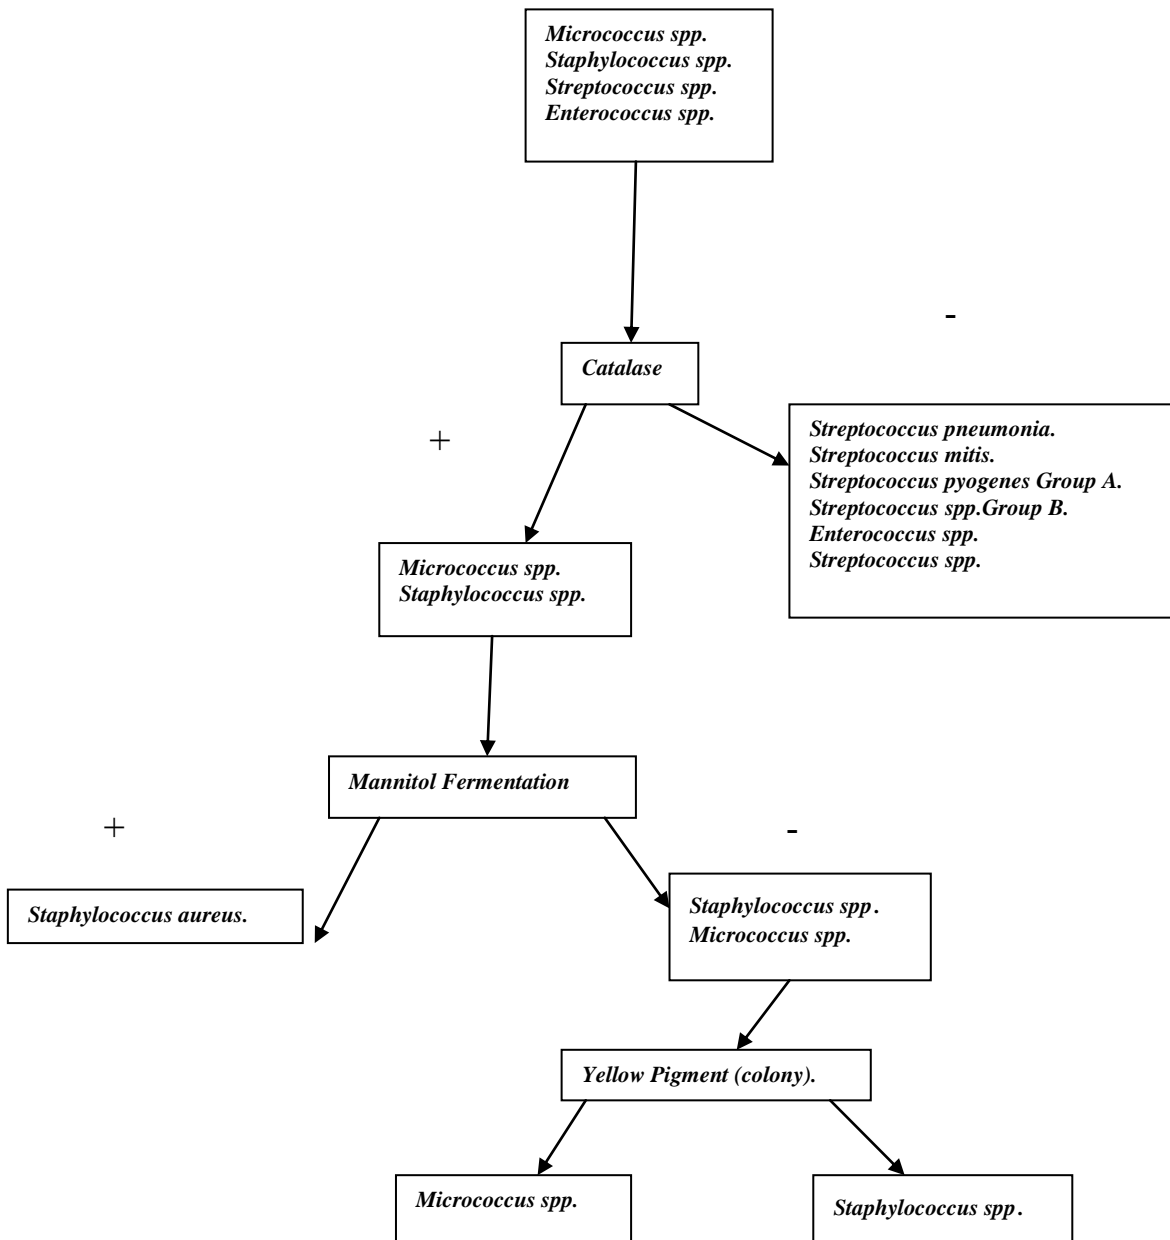 Micrococcus spp.
Staphylococcus spp.
Streptococcus spp.
Enterococcus spp.
-
Catalase
+
Streptococcus pneumonia.
Streptococcus mitis.
Streptococcus pyogenes Group A.
Streptococcus spp.Group B.
Enterococcus spp.
Streptococcus spp.
Micrococcus spp.
Staphylococcus spp.
Mannitol Fermentation
+
-
Staphylococcus aureus.
Staphylococcus spp.
Micrococcus spp.
Yellow Pigment (colony).
Micrococcus spp.
Staphylococcus spp.